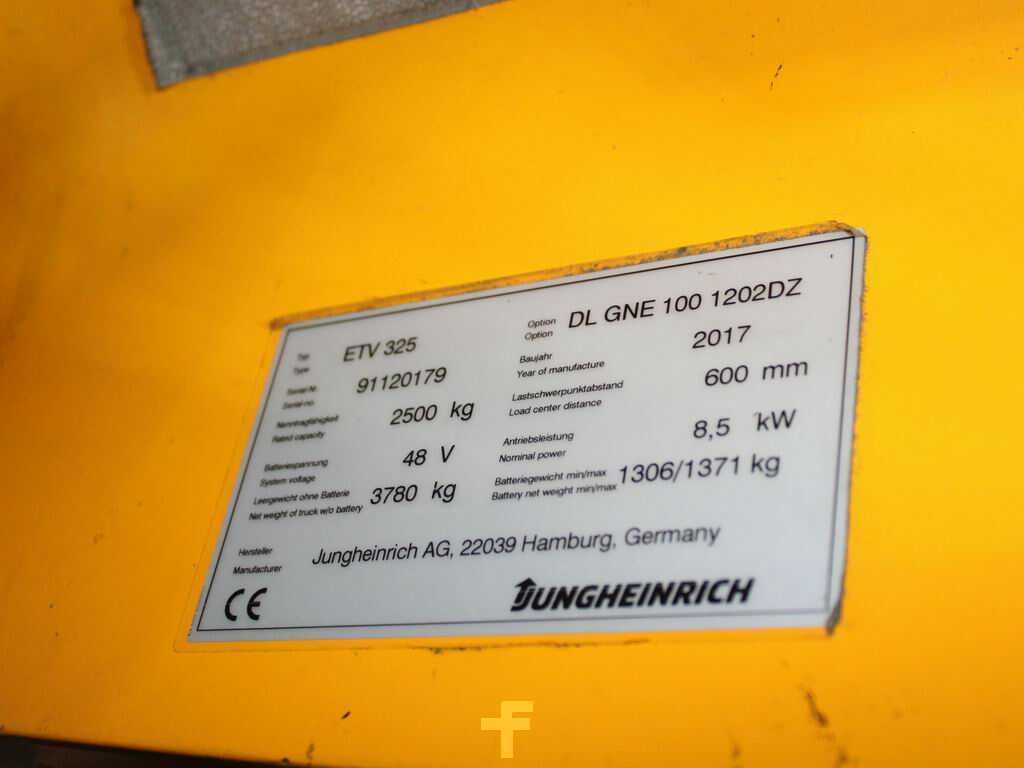 Typ
Type
ETV 325
Option
Option
DL GNE 100 1202DZ
Serial-Nr.
Serial-no.
91120179
Baujahr
Year of manufacture
2017
Nenntragfähigkeit
Rated capacity
2500 kg
Lastschwerpunktabstand
Load center distance
600 mm
Batteriespannung
System voltage
48 V
Antriebsleistung
Nominal power
8,5 kW
Leergewicht ohne Batterie
Net weight of truck w/o battery
3780 kg
Batteriegewicht min/max
Battery net weight min/max
1306/1371 kg
Hersteller
Manufacturer
Jungheinrich AG, 22039 Hamburg, Germany
CE
JUNGHEINRICH